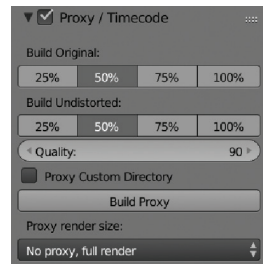 Proxy / Timecode
Build Original:
25% 50% 75% 100%
Build Undistorted:
25% 50% 75% 100%
Quality: 90
Proxy Custom Directory
Build Proxy
Proxy render size:
No proxy, full render